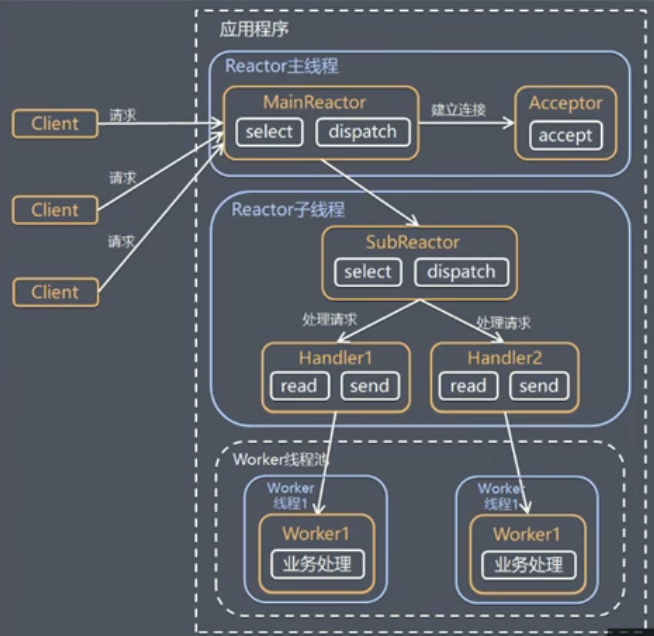 应用程序
Reactor主线程
MainReactor
select
dispatch
建立连接
Acceptor
accept
Client
请求
Client
请求
Client
请求
Reactor子线程
SubReactor
select
dispatch
处理请求
处理请求
Handler1
read
send
Handler2
read
send
Worker线程池
Worker
线程1
Worker1
业务处理
Worker
线程1
Worker1
业务处理